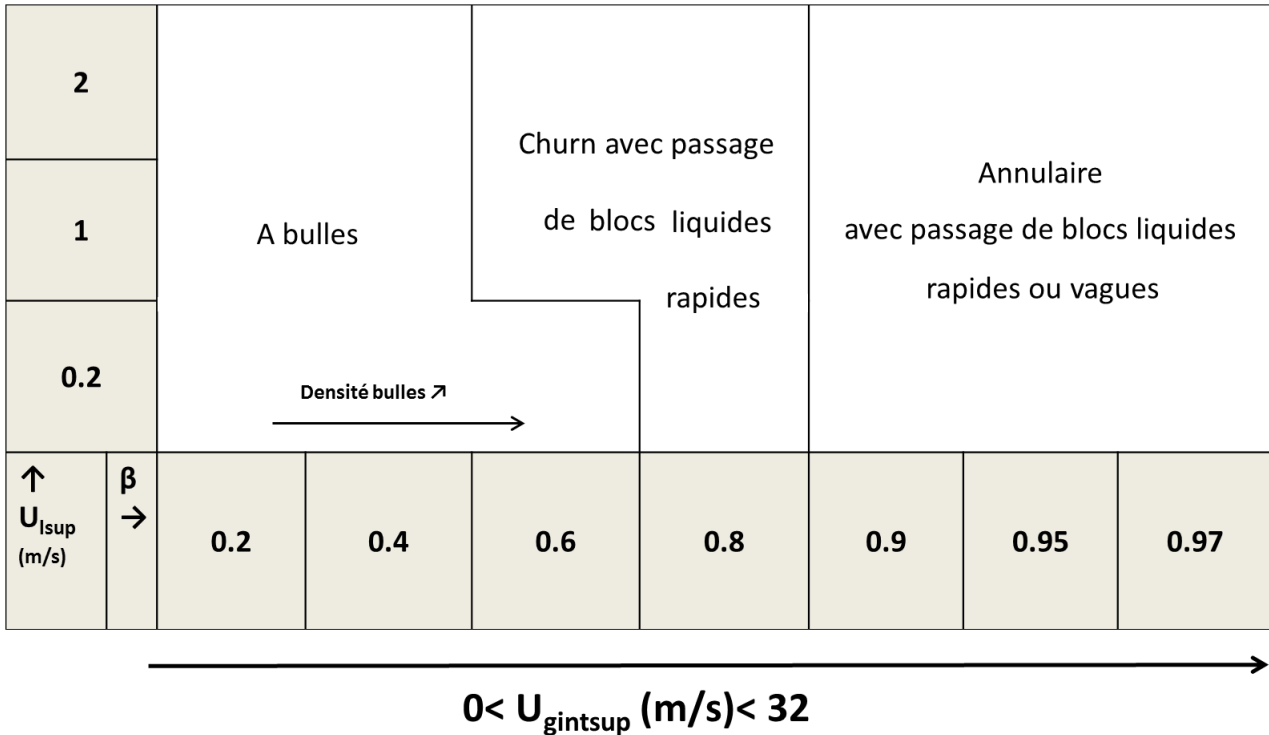 2
Churn avec passage
de blocs liquides
rapides
Annulaire
avec passage de blocs liquides
rapides ou vagues
1
A bulles
0.2
Densité bulles ↗
↑
U_lsup
(m/s)
β
→
0.2
0.4
0.6
0.8
0.9
0.95
0.97
0< U_gintsup (m/s)< 32